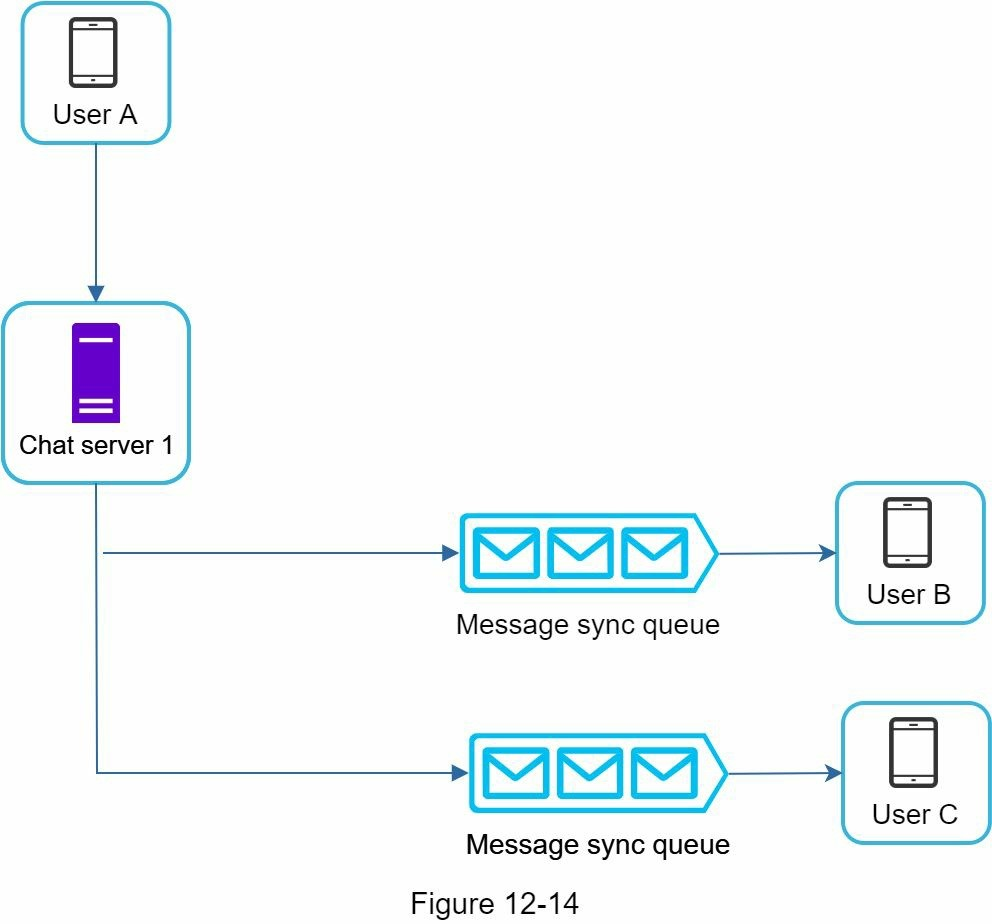 User A
Chat server 1
User B
Message sync queue
User C
Message sync queue
Figure 12-14